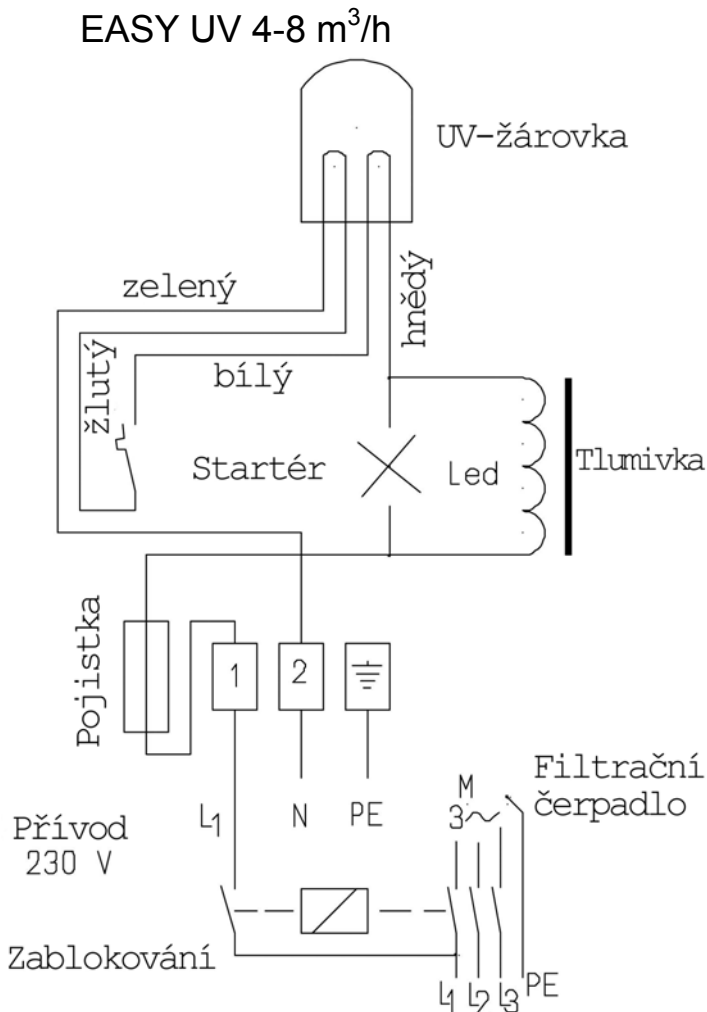 EASY UV 4-8 m³/h
UV-žárovka
zelený
hnědý
žlutý
bílý
Startér
Led
Tlumivka
Pojistka
1
2
L1
N
PE
M
3~
Filtrační
čerpadlo
Přívod
230 V
Zablokování
L1
L2
L3
PE